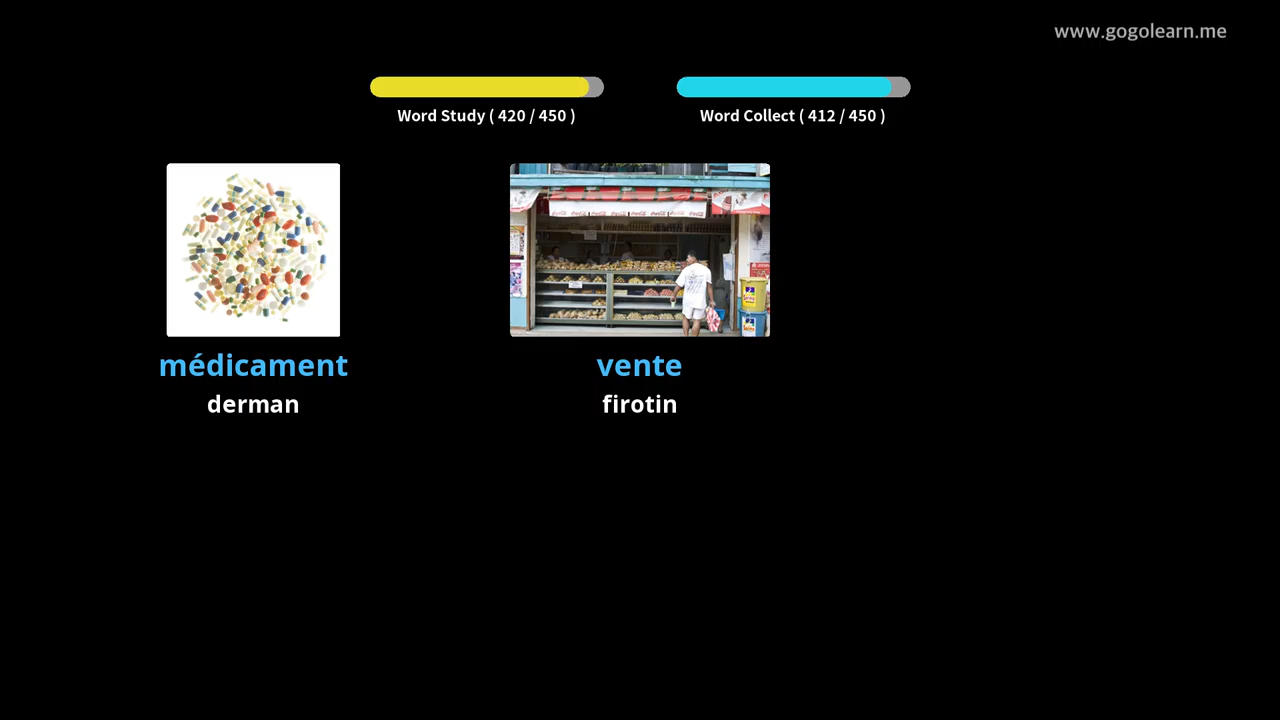 www.gogolearn.me
Word Study ( 420 / 450 )
Word Collect ( 412 / 450 )
médicament
vente
derman
firotin